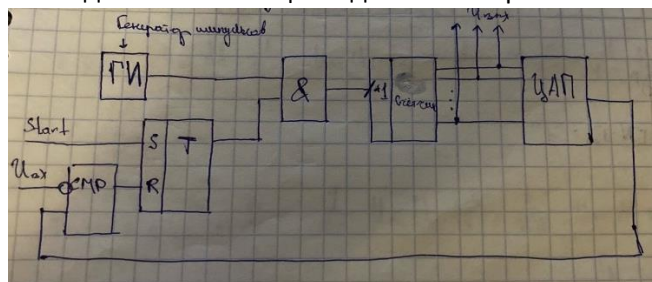 Генератор импульсов
Uвых
ГИ
&
+1
Счётчик
ЦАП
Start
S
T
Uвх
СМР
R